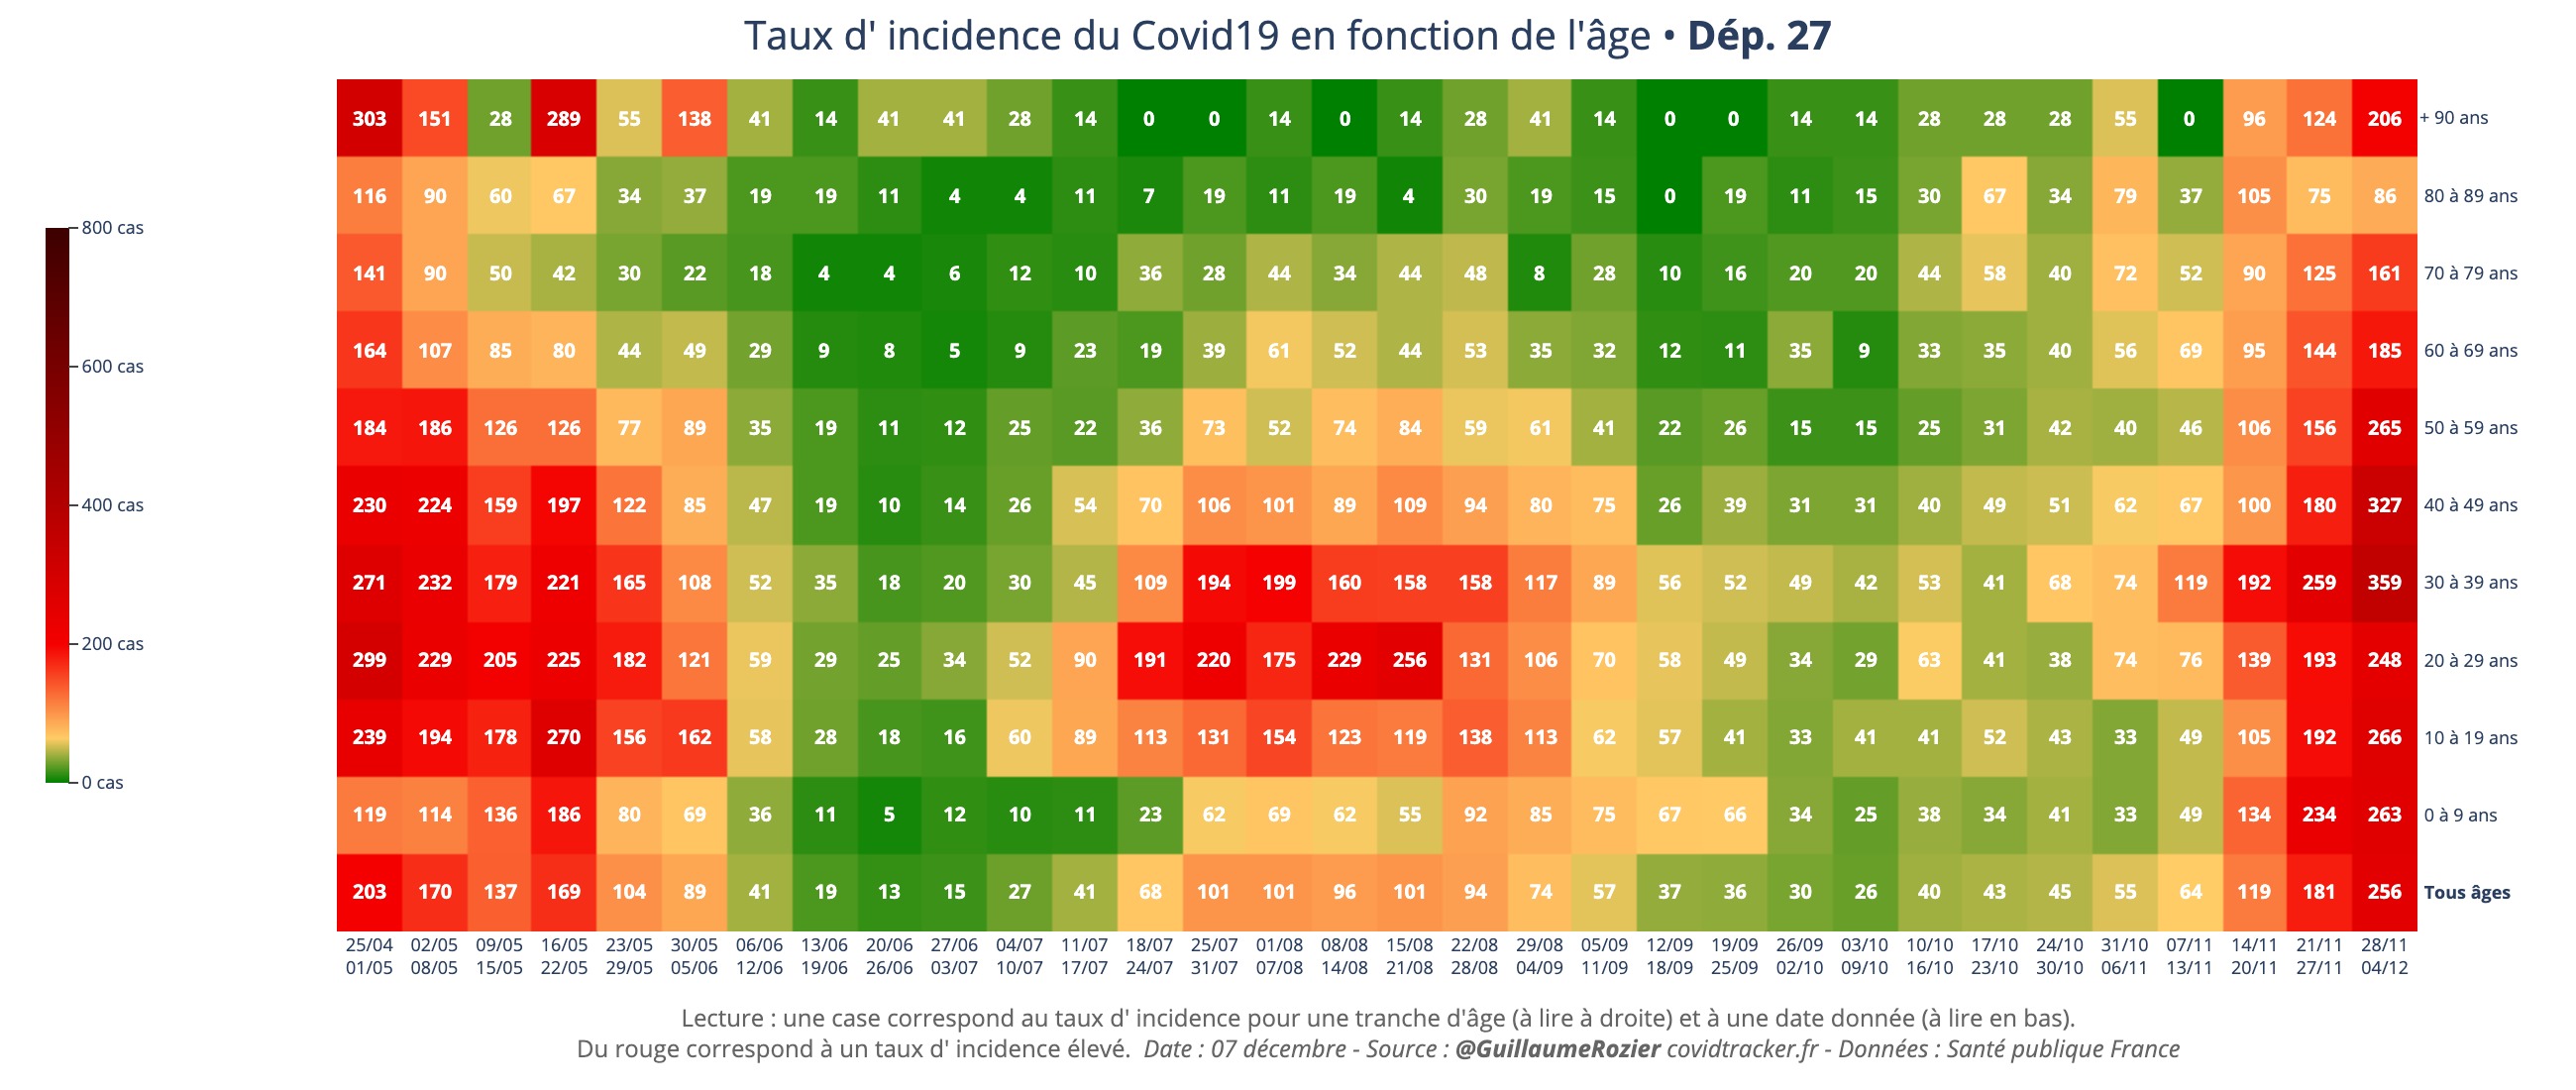 Taux d' incidence du Covid19 en fonction de l'âge • Dép. 27
800 cas
600 cas
400 cas
200 cas
0 cas
303 151 28 289 55 138 41 14 41 41 28 14 0 0 14 0 14 28 41 14 0 0 14 14 28 28 28 55 0 96 124 206 + 90 ans
116 90 60 67 34 37 19 19 11 4 4 11 7 19 11 19 4 30 19 15 0 19 11 15 30 67 34 79 37 105 75 86 80 à 89 ans
141 90 50 42 30 22 18 4 4 6 12 10 36 28 44 34 44 48 8 28 10 16 20 20 44 58 40 72 52 90 125 161 70 à 79 ans
164 107 85 80 44 49 29 9 8 5 9 23 19 39 61 52 44 53 35 32 12 11 35 9 33 35 40 56 69 95 144 185 60 à 69 ans
184 186 126 126 77 89 35 19 11 12 25 22 36 73 52 74 84 59 61 41 22 26 15 15 25 31 42 40 46 106 156 265 50 à 59 ans
230 224 159 197 122 85 47 19 10 14 26 54 70 106 101 89 109 94 80 75 26 39 31 31 40 49 51 62 67 100 180 327 40 à 49 ans
271 232 179 221 165 108 52 35 18 20 30 45 109 194 199 160 158 158 117 89 56 52 49 42 53 41 68 74 119 192 259 359 30 à 39 ans
299 229 205 225 182 121 59 29 25 34 52 90 191 220 175 229 256 131 106 70 58 49 34 29 63 41 38 74 76 139 193 248 20 à 29 ans
239 194 178 270 156 162 58 28 18 16 60 89 113 131 154 123 119 138 113 62 57 41 33 41 41 52 43 33 49 105 192 266 10 à 19 ans
119 114 136 186 80 69 36 11 5 12 10 11 23 62 69 62 55 92 85 75 67 66 34 25 38 34 41 33 49 134 234 263 0 à 9 ans
203 170 137 169 104 89 41 19 13 15 27 41 68 101 101 96 101 94 74 57 37 36 30 26 40 43 45 55 64 119 181 256 Tous âges
25/04 02/05 09/05 16/05 23/05 30/05 06/06 13/06 20/06 27/06 04/07 11/07 18/07 25/07 01/08 08/08 15/08 22/08 29/08 05/09 12/09 19/09 26/09 03/10 10/10 17/10 24/10 31/10 07/11 14/11 21/11 28/11
01/05 08/05 15/05 22/05 29/05 05/06 12/06 19/06 26/06 03/07 10/07 17/07 24/07 31/07 07/08 14/08 21/08 28/08 04/09 11/09 18/09 25/09 02/10 09/10 16/10 23/10 30/10 06/11 13/11 20/11 27/11 04/12
Lecture : une case correspond au taux d' incidence pour une tranche d'âge (à lire à droite) et à une date donnée (à lire en bas).
Du rouge correspond à un taux d' incidence élevé. Date : 07 décembre - Source : @GuillaumeRozier covidtracker.fr - Données : Santé publique France